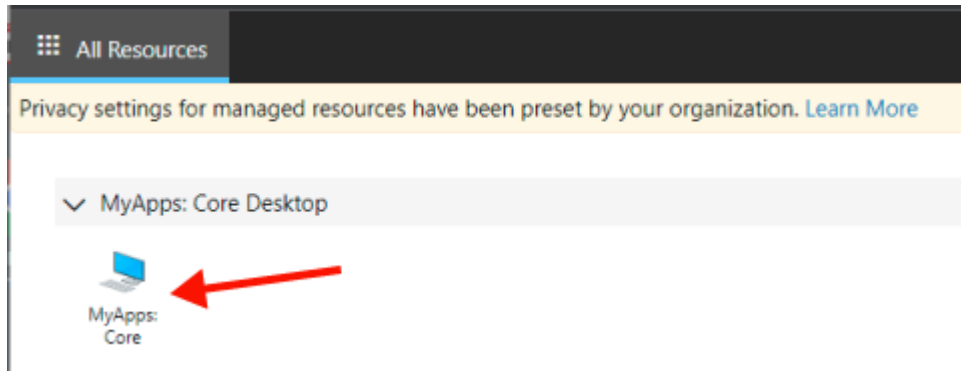 All Resources
Privacy settings for managed resources have been preset by your organization. Learn More
MyApps: Core Desktop
MyApps:
Core